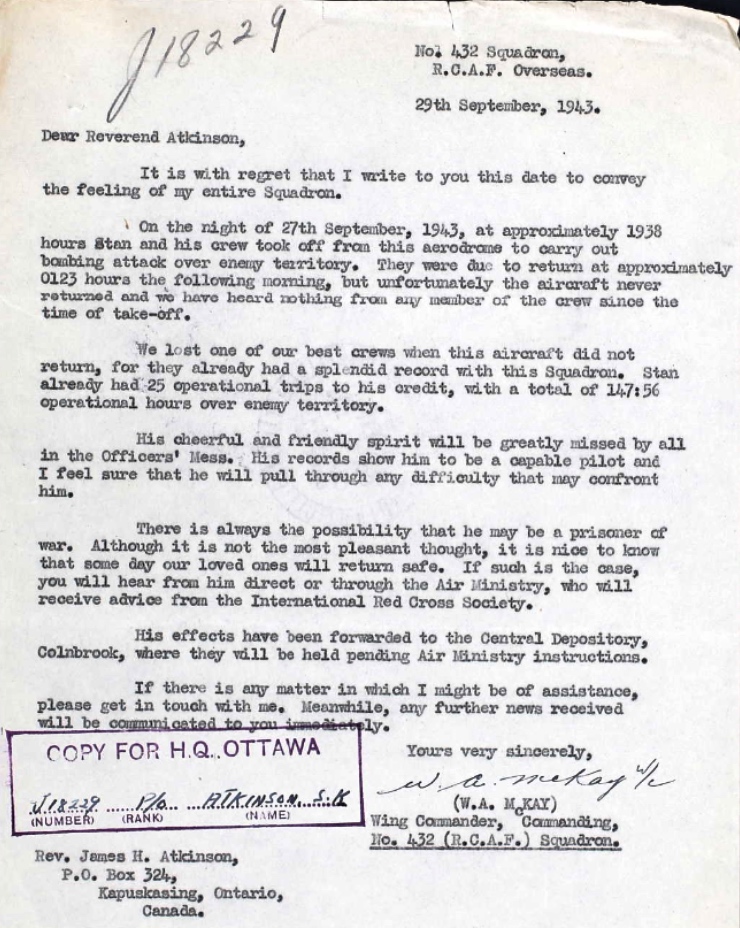 J18229
No. 432 Squadron,
R.C.A.F. Overseas.
29th September, 1943.
Dear Reverend Atkinson,
It is with regret that I write to you this date to convey
the feeling of my entire Squadron.
On the night of 27th September, 1943, at approximately 1938
hours Stan and his crew took off from this aerodrome to carry out
bombing attack over enemy territory. They were due to return at approximately
0123 hours the following morning, but unfortunately the aircraft never
returned and we have heard nothing from any member of the crew since the
time of take-off.
We lost one of our best crews when this aircraft did not
return, for they already had a splendid record with this Squadron. Stan
already had 25 operational trips to his credit, with a total of 147:56
operational hours over enemy territory.
His cheerful and friendly spirit will be greatly missed by all
in the Officers' Mess. His records show him to be a capable pilot and
I feel sure that he will pull through any difficulty that may confront
him.
There is always the possibility that he may be a prisoner of
war. Although it is not the most pleasant thought, it is nice to know
that some day our loved ones will return safe. If such is the case,
you will hear from him direct or through the Air Ministry, who will
receive advice from the International Red Cross Society.
His effects have been forwarded to the Central Depository,
Colnbrook, where they will be held pending Air Ministry instructions.
If there is any matter in which I might be of assistance,
please get in touch with me. Meanwhile, any further news received
will be communicated to you immediately.
COPY FOR H.Q. OTTAWA
J18229 P/O ATKINSON. S.K
(NUMBER) (RANK) (NAME)
Yours very sincerely,
W. A. McKay W/C
(W.A. McKAY)
Wing Commander, Commanding,
No. 432 (R.C.A.F.) Squadron.
Rev. James H. Atkinson,
P.O. Box 324,
Kapuskasing, Ontario,
Canada.